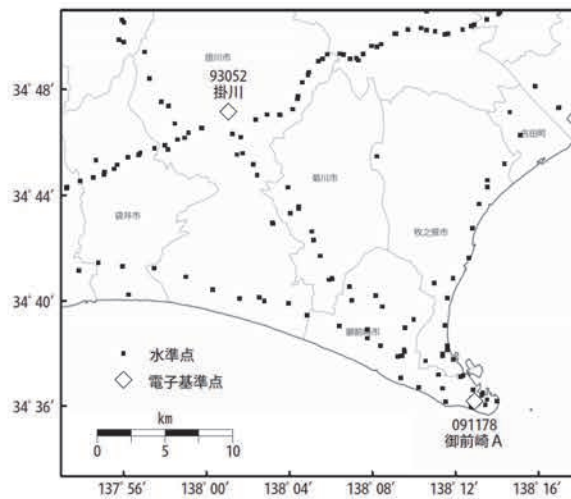 掛川市
93052
掛川
34° 48'
吉田町
34° 44'
菊川市
袋井市
牧之原市
34° 40'
御前崎市
水準点
電子基準点
34° 36'
km
0 5 10
091178
御前崎A
137° 56' 138° 00' 138° 04' 138° 08' 138° 12' 138° 16'